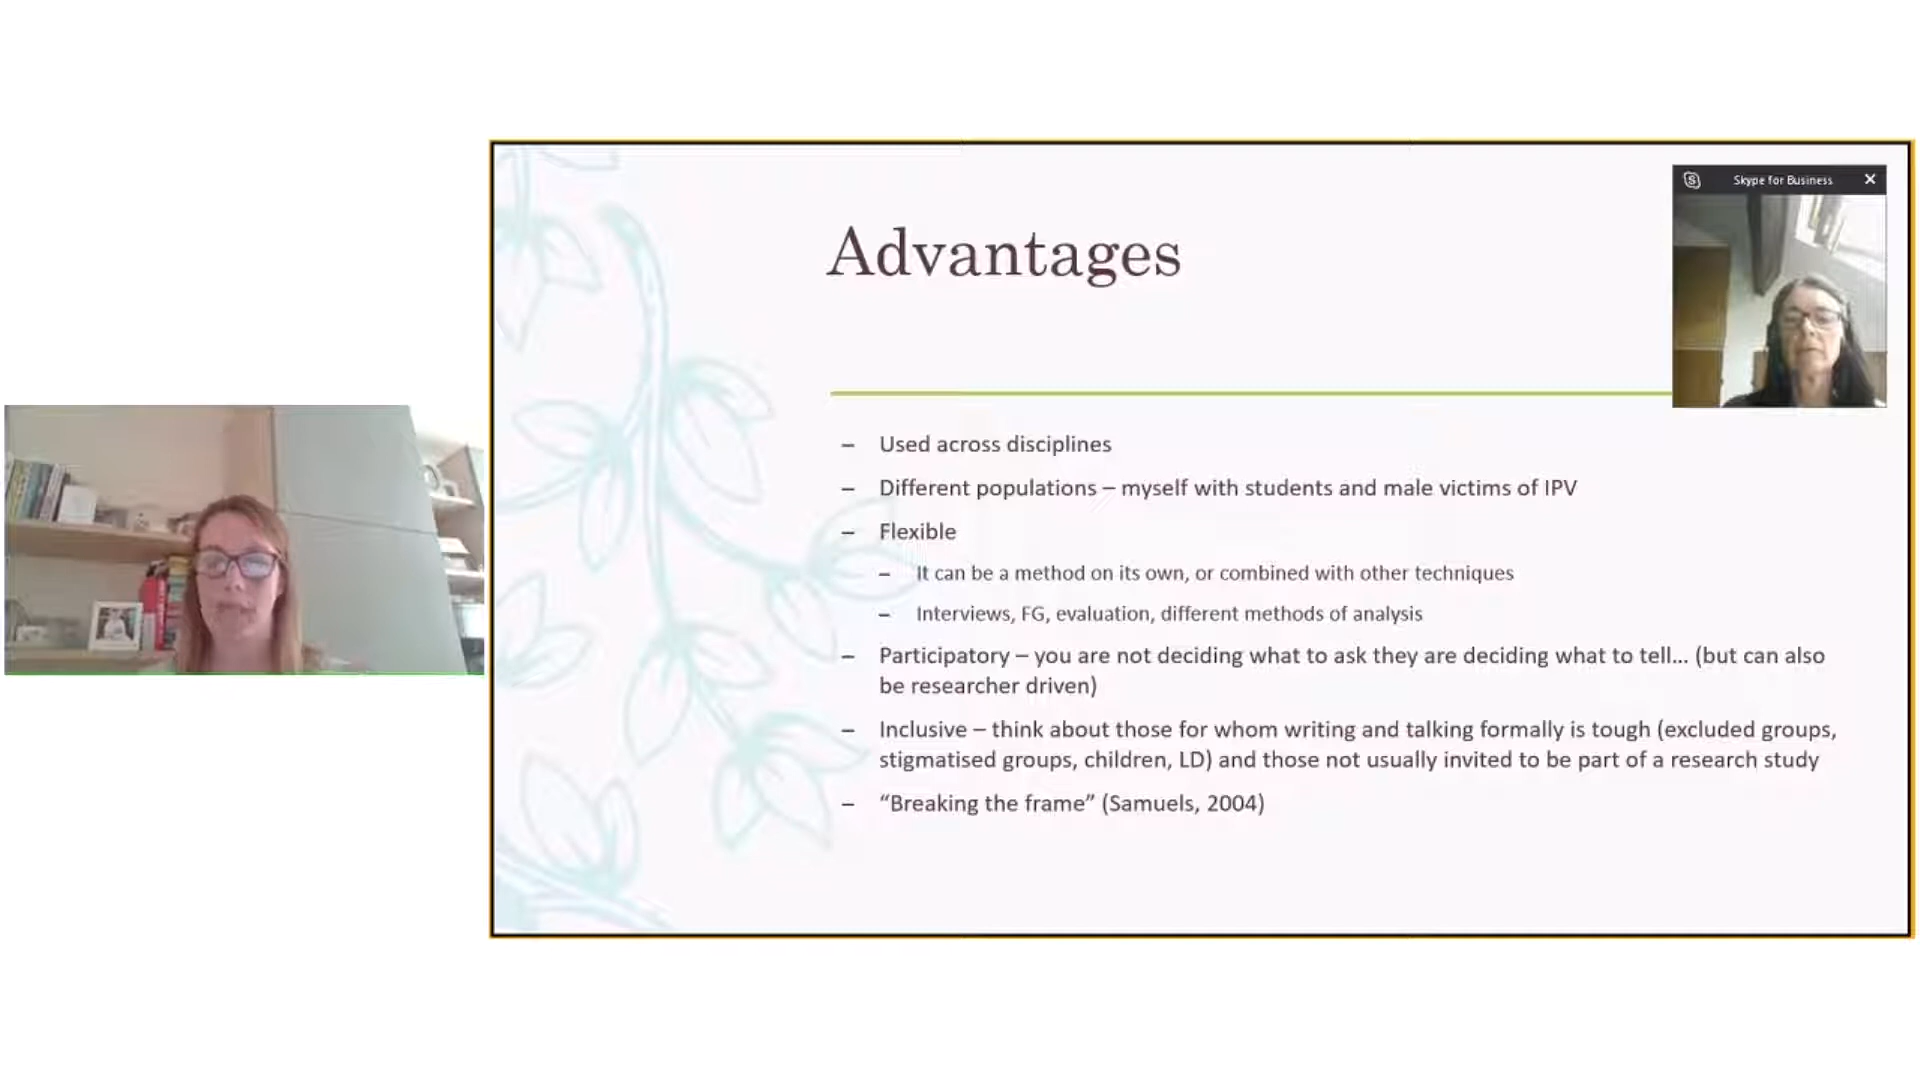 Skype for Business
Advantages
– Used across disciplines
– Different populations – myself with students and male victims of IPV
– Flexible
– It can be a method on its own, or combined with other techniques
– Interviews, FG, evaluation, different methods of analysis
– Participatory – you are not deciding what to ask they are deciding what to tell... (but can also
be researcher driven)
– Inclusive – think about those for whom writing and talking formally is tough (excluded groups,
stigmatised groups, children, LD) and those not usually invited to be part of a research study
– “Breaking the frame” (Samuels, 2004)